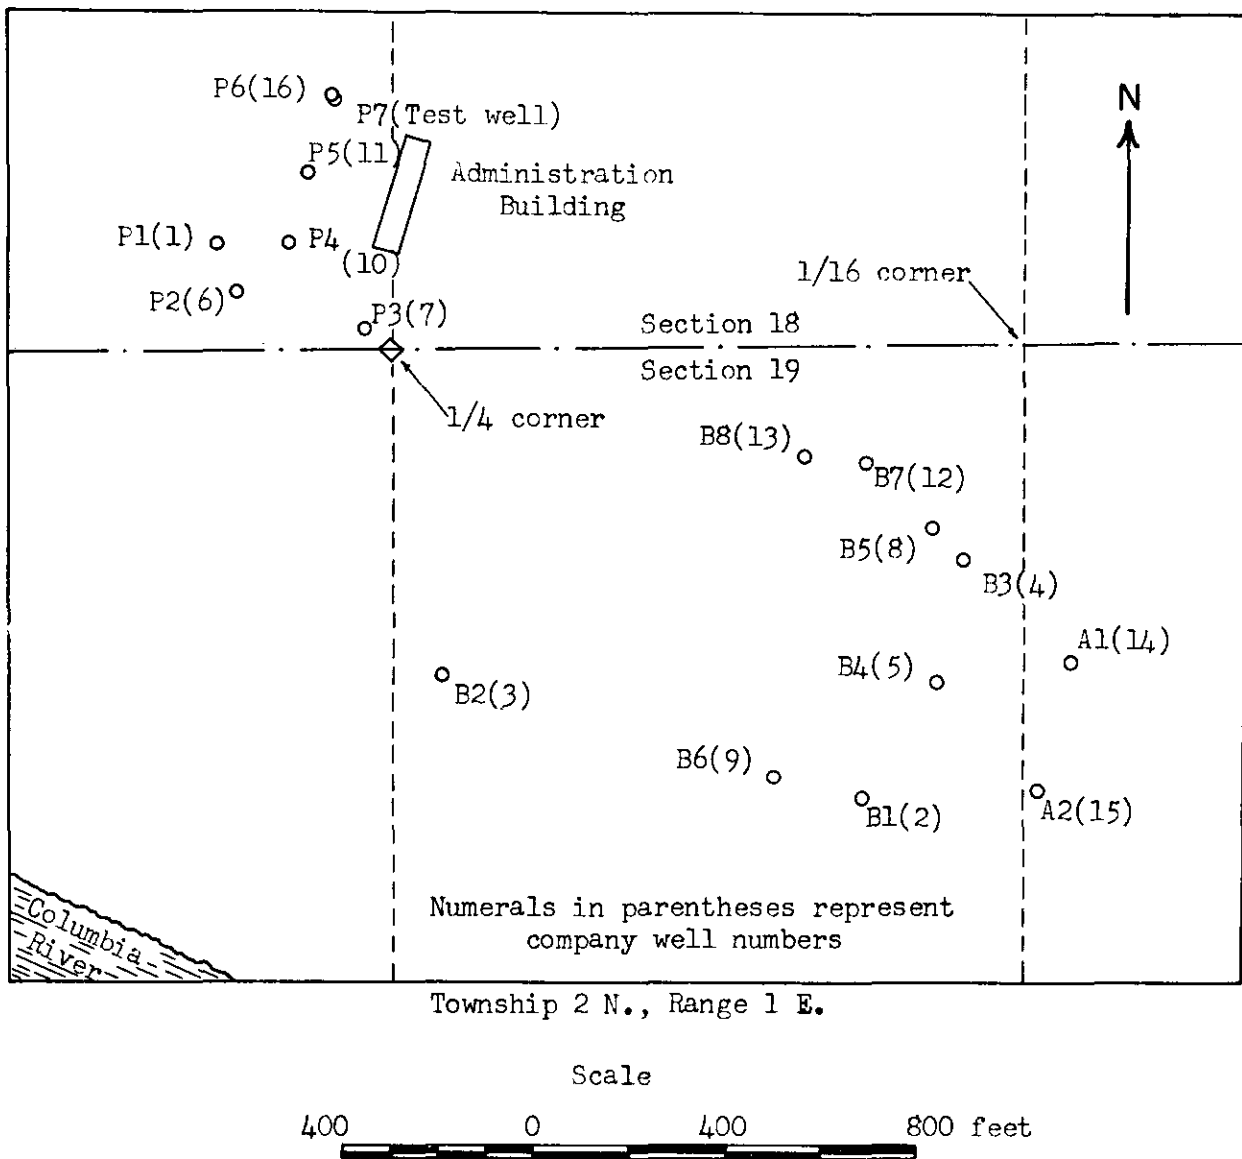 P6(16)
P7(Test well)
N
P5(11)
Administration
Building
P1(1)
P4
(10)
1/16 corner
P2(6)
P3(7)
Section 18
Section 19
1/4 corner
B8(13)
B7(12)
B5(8)
B3(4)
A1(14)
B4(5)
B2(3)
B6(9)
B1(2)
A2(15)
Columbia
River
Numerals in parentheses represent
company well numbers
Township 2 N., Range 1 E.
Scale
400 0 400 800 feet